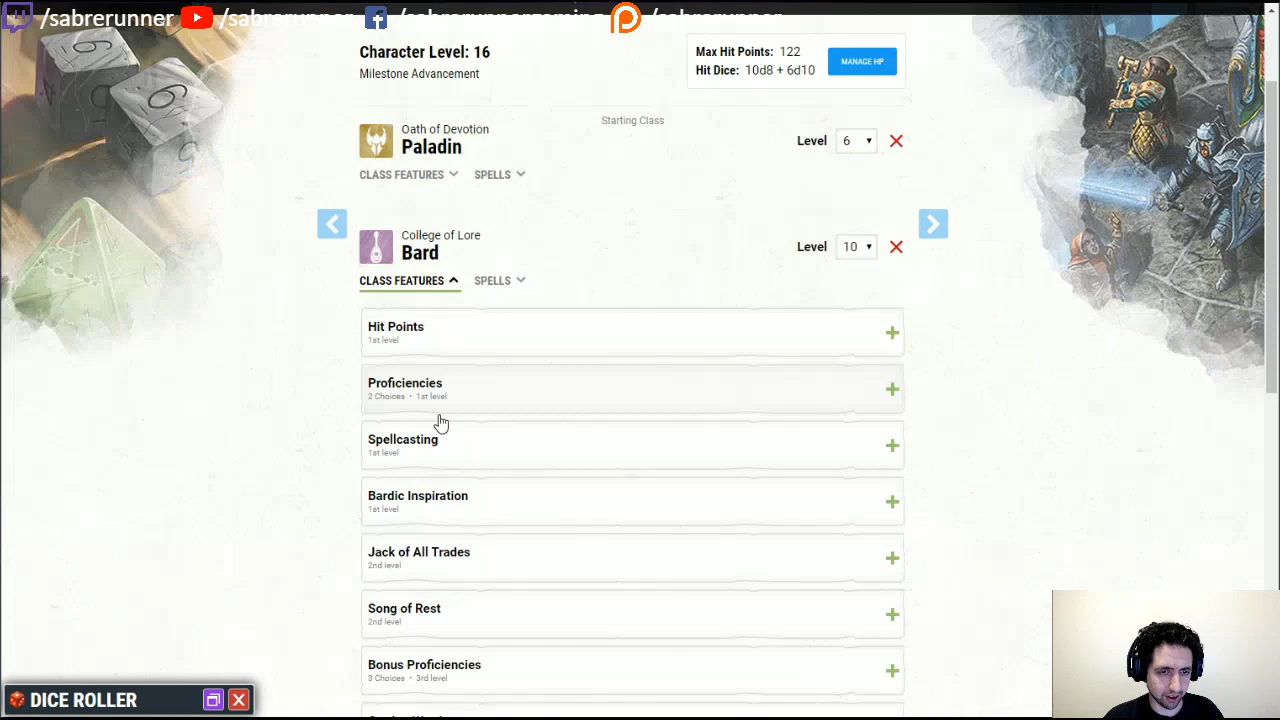 /sabrerunner /sabrerunner /sabrerunnergaming /sabrerunner
Character Level: 16
Milestone Advancement
Max Hit Points: 122
Hit Dice: 10d8 + 6d10
MANAGE HP
Starting Class
Oath of Devotion
Paladin
Level 6
CLASS FEATURES SPELLS
College of Lore
Bard
Level 10
CLASS FEATURES SPELLS
Hit Points
1st level
Proficiencies
2 Choices • 1st level
Spellcasting
1st level
Bardic Inspiration
1st level
Jack of All Trades
2nd level
Song of Rest
2nd level
Bonus Proficiencies
3 Choices • 3rd level
DICE ROLLER